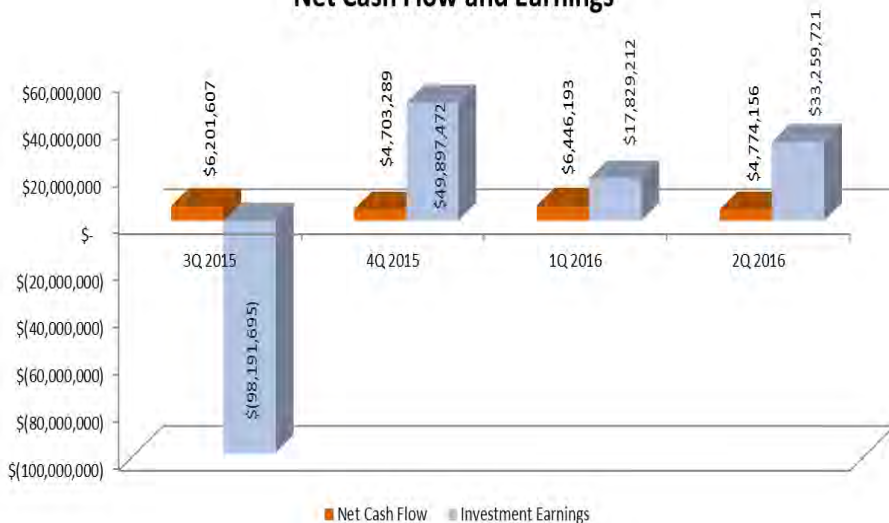 Net Cash Flow and Earnings
$60,000,000
$40,000,000
$20,000,000
$-
$(20,000,000)
$(40,000,000)
$(60,000,000)
$(80,000,000)
$(100,000,000)
$6,201,607
$(98,191,695)
$4,703,289
$49,897,472
$6,446,193
$17,829,212
$4,774,156
$33,259,721
3Q 2015
4Q 2015
1Q 2016
2Q 2016
Net Cash Flow
Investment Earnings